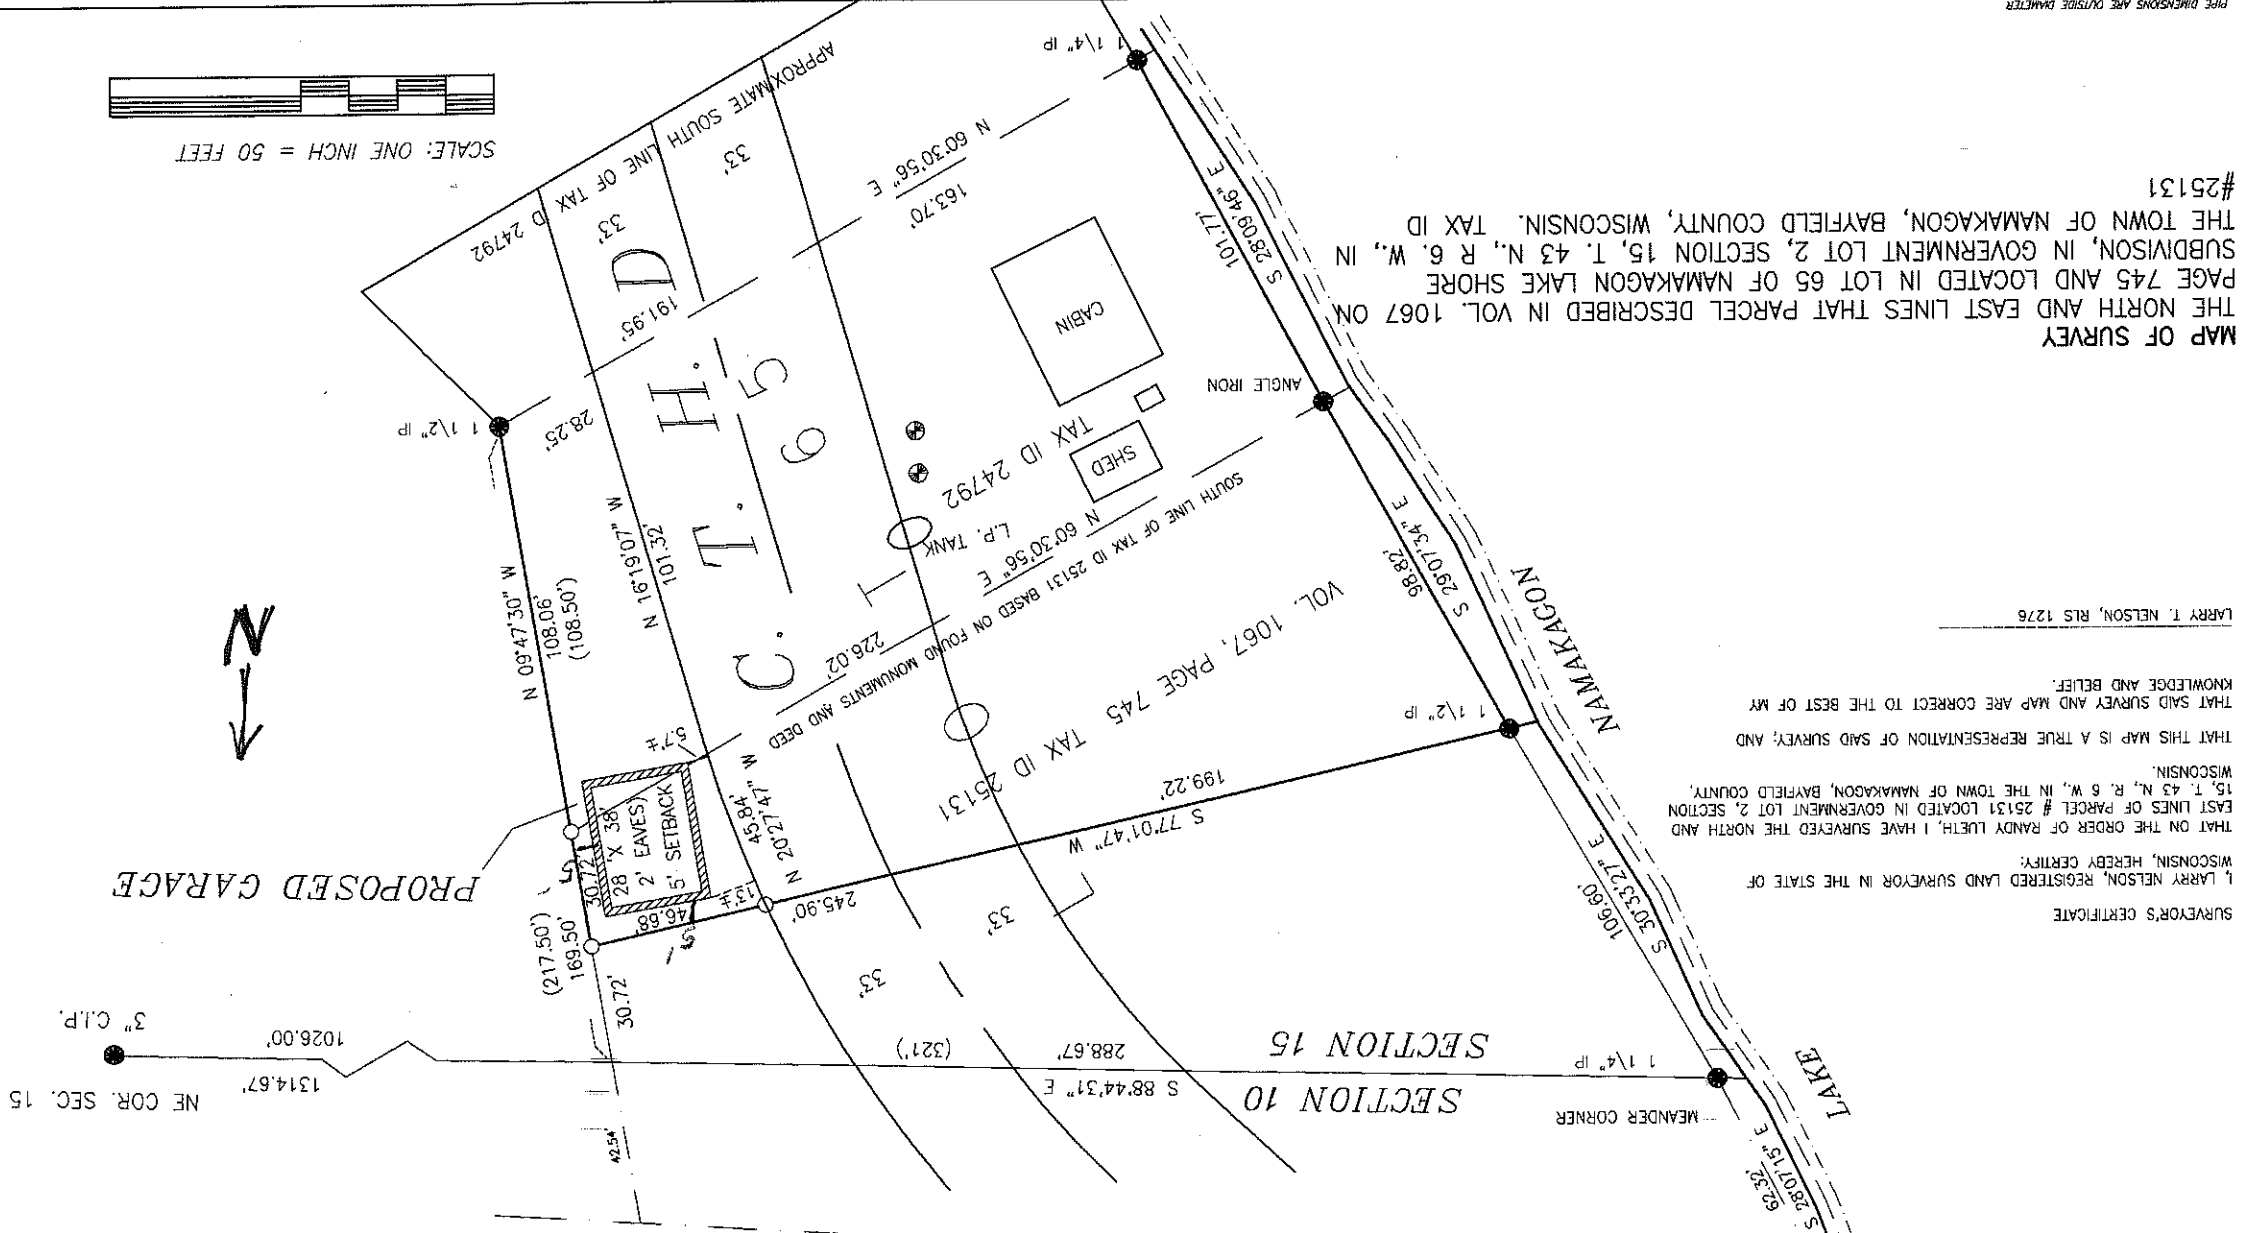 MAP OF SURVEY
THE NORTH AND EAST LINES THAT PARCEL DESCRIBED IN VOL. 1067 ON
PAGE 745 AND LOCATED IN LOT 65 OF NAMAKAGON LAKE SHORE
SUBDIVISON, IN GOVERNMENT LOT 2, SECTION 15, T. 43 N., R 6. W., IN
THE TOWN OF NAMAKAGON, BAYFIELD COUNTY, WISCONSIN. TAX ID
#25131
SURVEYOR'S CERTIFICATE
I, LARRY NELSON, REGISTERED LAND SURVEYOR IN THE STATE OF
WISCONSIN, HEREBY CERTIFY:
THAT ON THE ORDER OF RANDY LUETH, I HAVE SURVEYED THE NORTH AND
EAST LINES OF PARCEL # 25131 LOCATED IN GOVERNMENT LOT 2, SECTION
15, T. 43 N., R. 6 W., IN THE TOWN OF NAMAKAGON, BAYFIELD COUNTY,
WISCONSIN.
THAT THIS MAP IS A TRUE REPRESENTATION OF SAID SURVEY; AND
THAT SAID SURVEY AND MAP ARE CORRECT TO THE BEST OF MY
KNOWLEDGE AND BELIEF.
LARRY T. NELSON, RLS 1276
PIPE DIMENSIONS ARE OUTSIDE DIAMETER
SCALE: ONE INCH = 50 FEET
N
LAKE
NAMAKAGON
MEANDER CORNER
62.32'
S 28°07'15" E
SECTION 10
SECTION 15
S 88°44'31" E
288.67'
(321')
1 1/4" IP
NE COR. SEC. 15
1314.67'
1026.00'
3" C.I.P.
42.54'
30.72'
(217.50')
169.50'
PROPOSED GARAGE
28 'X 38'
2' EAVES)
5' SETBACK
30.72'
5'
5'
46.68'
13'±
5.7'±
245.90'
199.22'
S 77°01'47" W
45.84'
N 20°27'47" W
33'
33'
106.60'
S 30°33'27" E
1 1/2" IP
VOL. 1067, PAGE 745 TAX ID 25131
SOUTH LINE OF TAX ID 25131 BASED ON FOUND MONUMENTS AND DEED
226.02'
N 60°30'56" E
98.82'
S 29°07'34" E
ANGLE IRON
L.P. TANK
TAX ID 24792
SHED
CABIN
C. T. H. D
65
N 16°19'07" W
101.32'
N 09°47'30" W
108.06'
(108.50')
1 1/2" IP
28.25'
191.95'
163.70'
N 60°30'56" E
101.77'
S 28°09'46" E
1 1/4" IP
33'
33'
APPROXIMATE SOUTH LINE OF TAX ID 24792